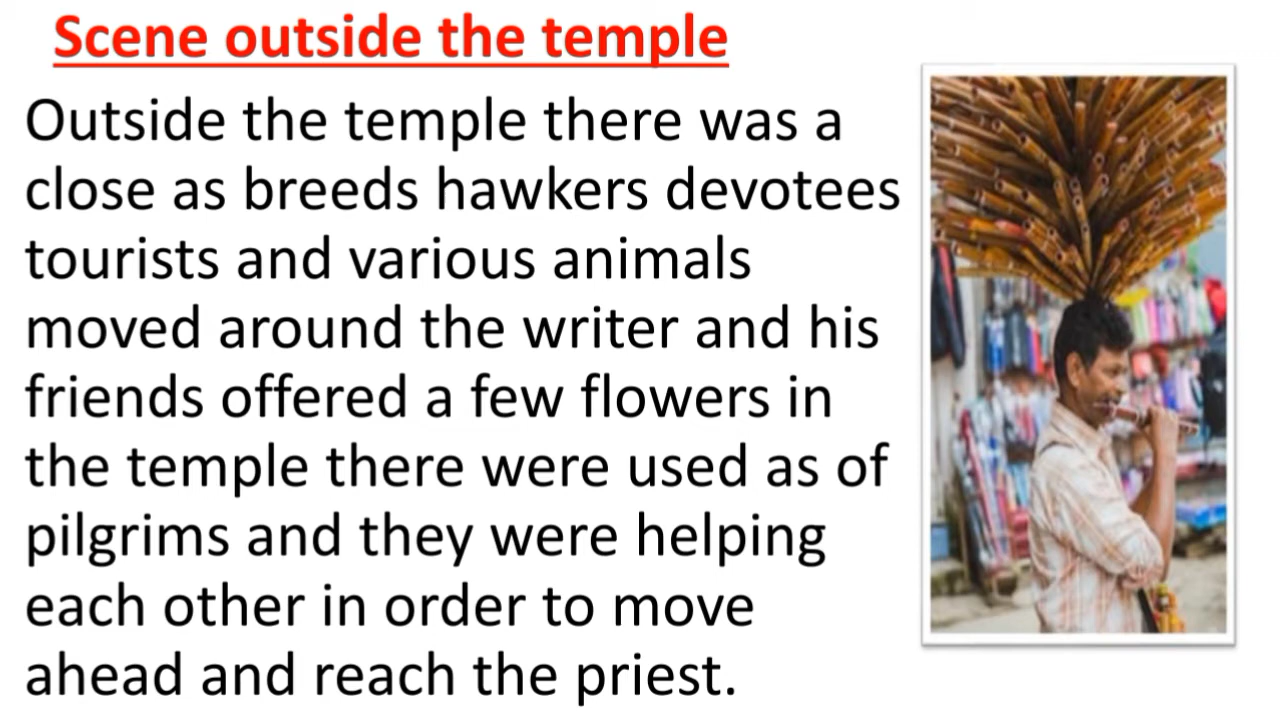 Scene outside the temple
Outside the temple there was a
close as breeds hawkers devotees
tourists and various animals
moved around the writer and his
friends offered a few flowers in
the temple there were used as of
pilgrims and they were helping
each other in order to move
ahead and reach the priest.